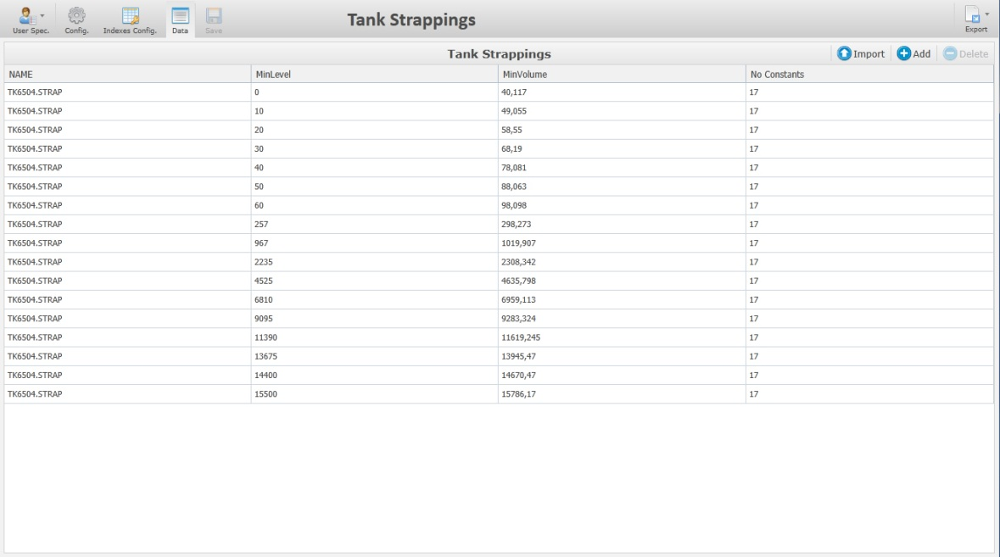 Tank Strappings
User Spec. Config. Indexes Config. Data Save Export
Tank Strappings Import Add Delete
NAME MinLevel MinVolume No Constants
TK6504.STRAP 0 40,117 17
TK6504.STRAP 10 49,055 17
TK6504.STRAP 20 58,55 17
TK6504.STRAP 30 68,19 17
TK6504.STRAP 40 78,081 17
TK6504.STRAP 50 88,063 17
TK6504.STRAP 60 98,098 17
TK6504.STRAP 257 298,273 17
TK6504.STRAP 967 1019,907 17
TK6504.STRAP 2235 2308,342 17
TK6504.STRAP 4525 4635,798 17
TK6504.STRAP 6810 6959,113 17
TK6504.STRAP 9095 9283,324 17
TK6504.STRAP 11390 11619,245 17
TK6504.STRAP 13675 13945,47 17
TK6504.STRAP 14400 14670,47 17
TK6504.STRAP 15500 15786,17 17